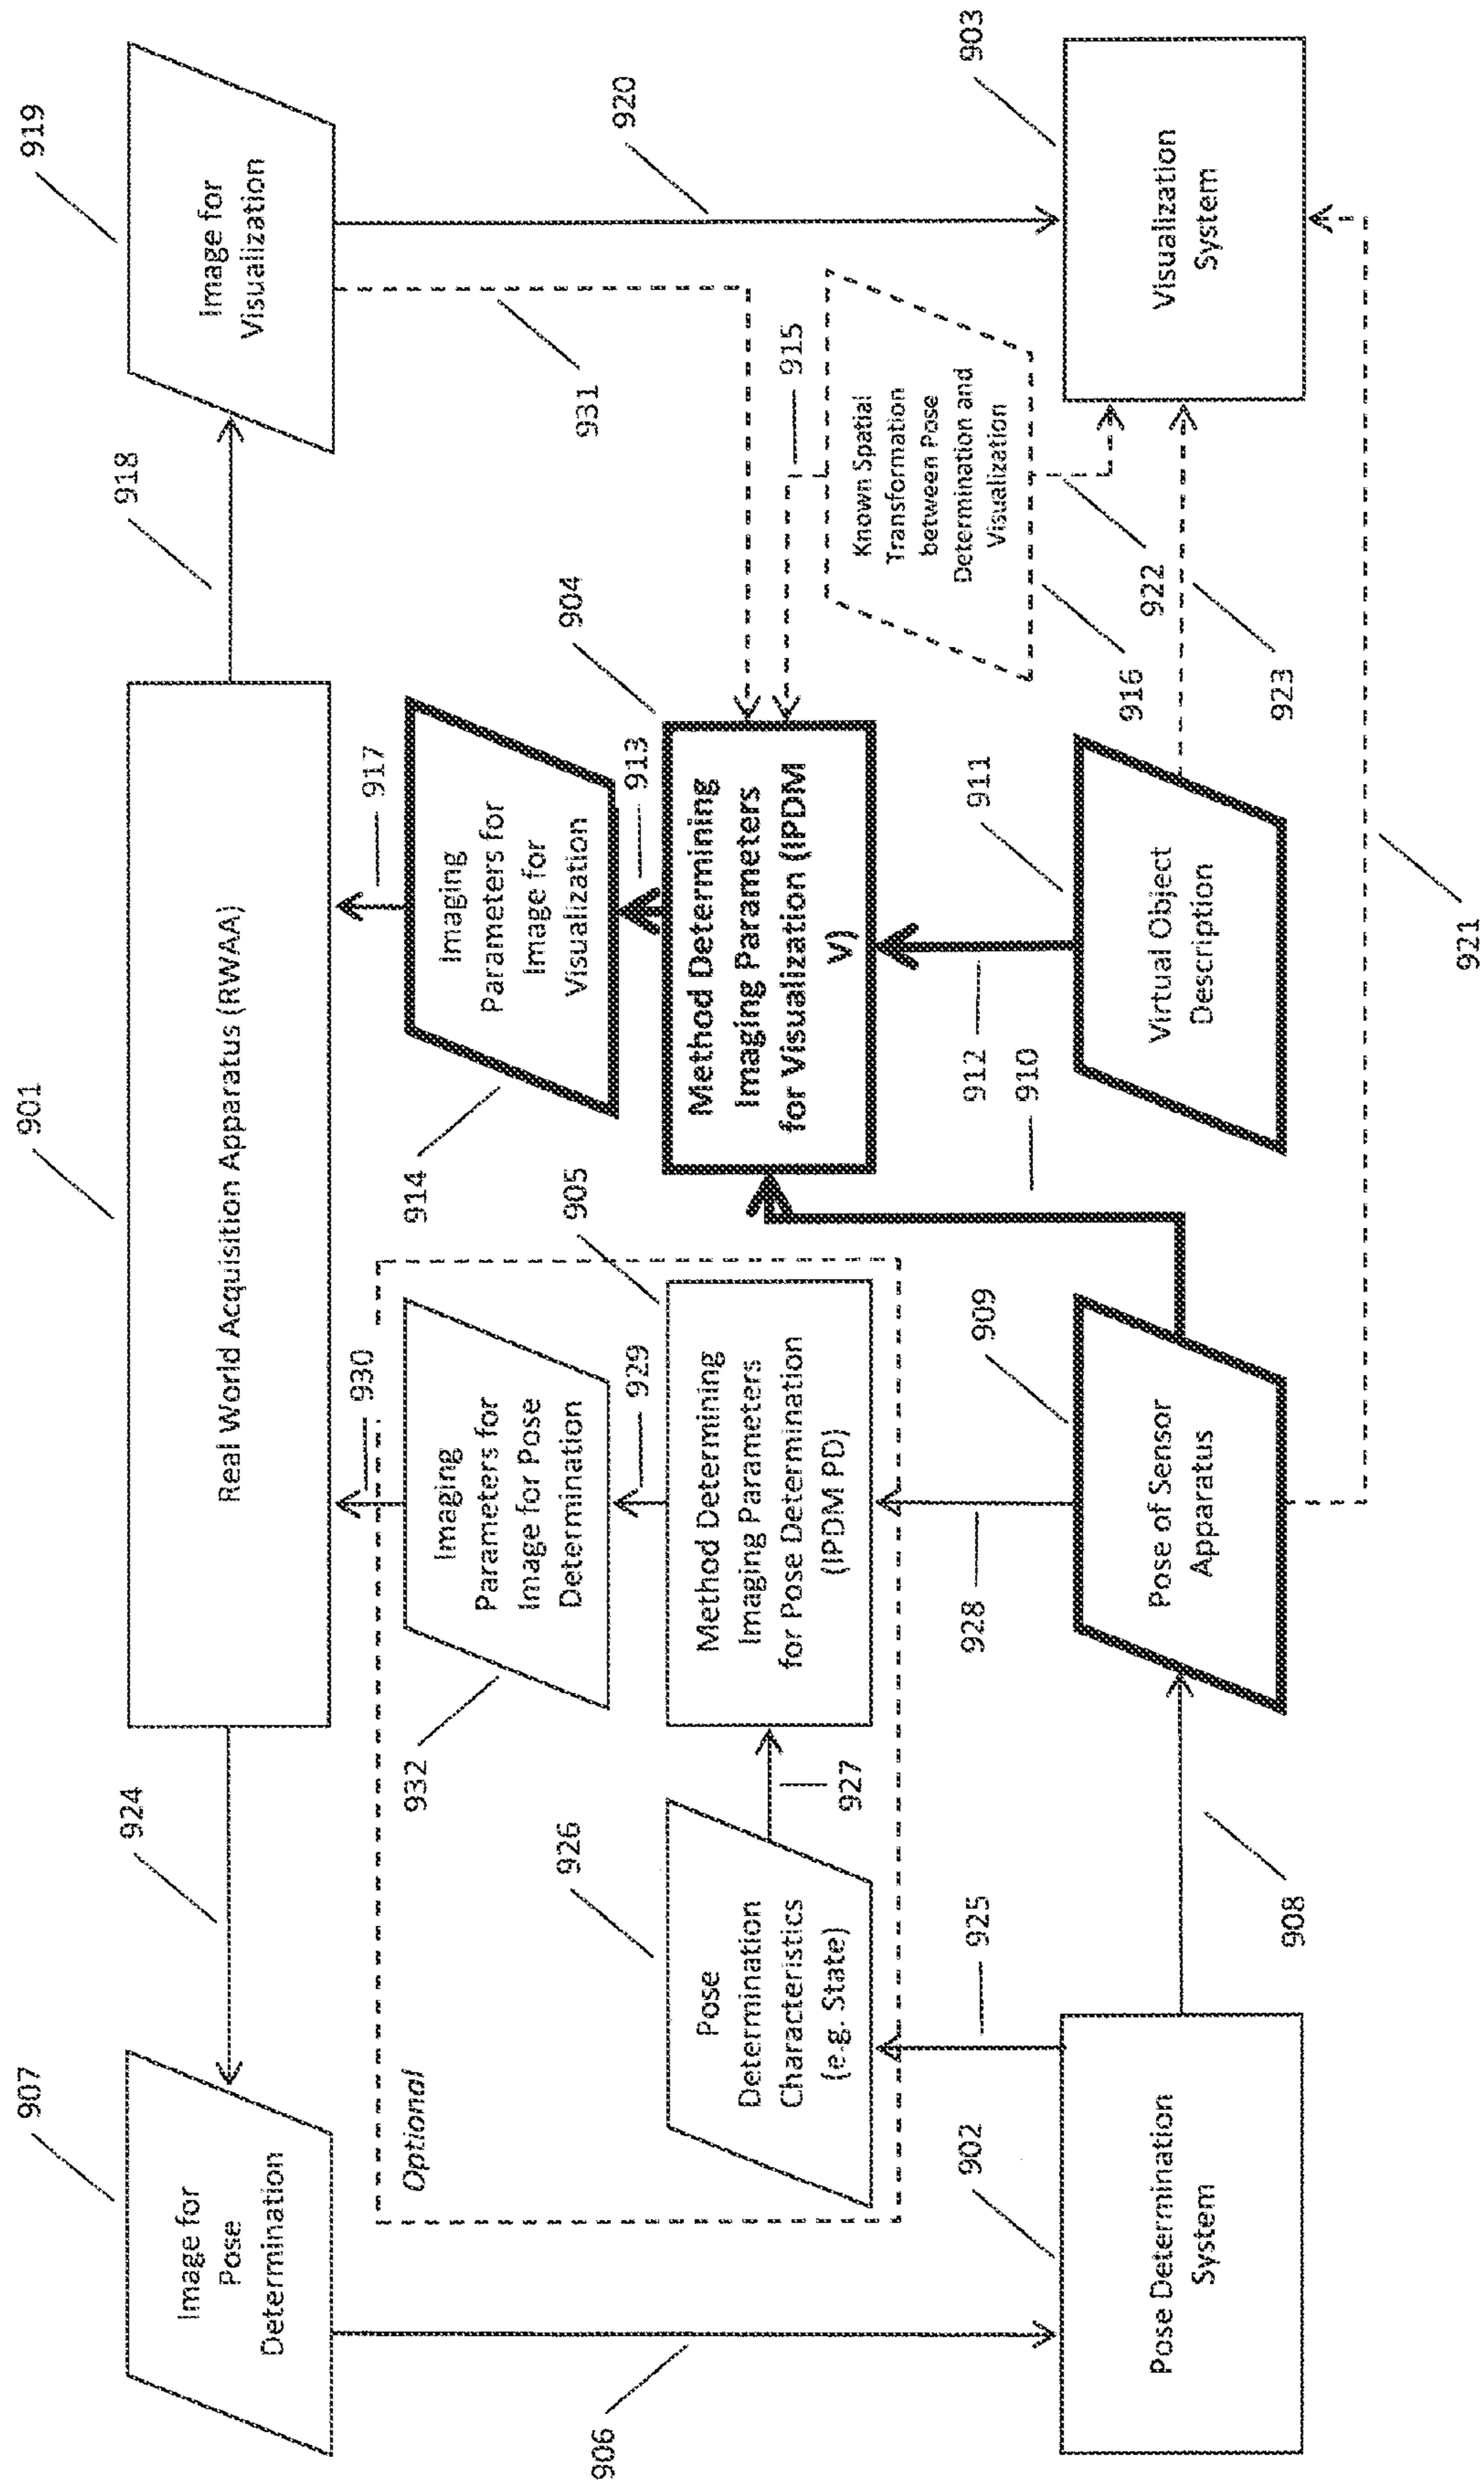 907
Image for
Pose
Determination
924
901
Real World Acquisition Apparatus (RWAA)
918
919
Image for
Visualization
906
Optional
930
932
Imaging
Parameters for
Image for Pose
Determination
929
914
917
Imaging
Parameters for
Image for
Visualization
913
931
920
926
Pose
Determination
Characteristics
(e.g. State)
927
905
Method Determining
Imaging Parameters
for Pose Determination
(IPDM PD)
904
Method Determining
Imaging Parameters
for Visualization (IPDM
V)
915
Known Spatial
Transformation
between Pose
Determination and
Visualization
916
922
923
902
925
928
909
912
910
911
903
Pose Determination
System
908
Pose of Sensor
Apparatus
Virtual Object
Description
Visualization
System
921